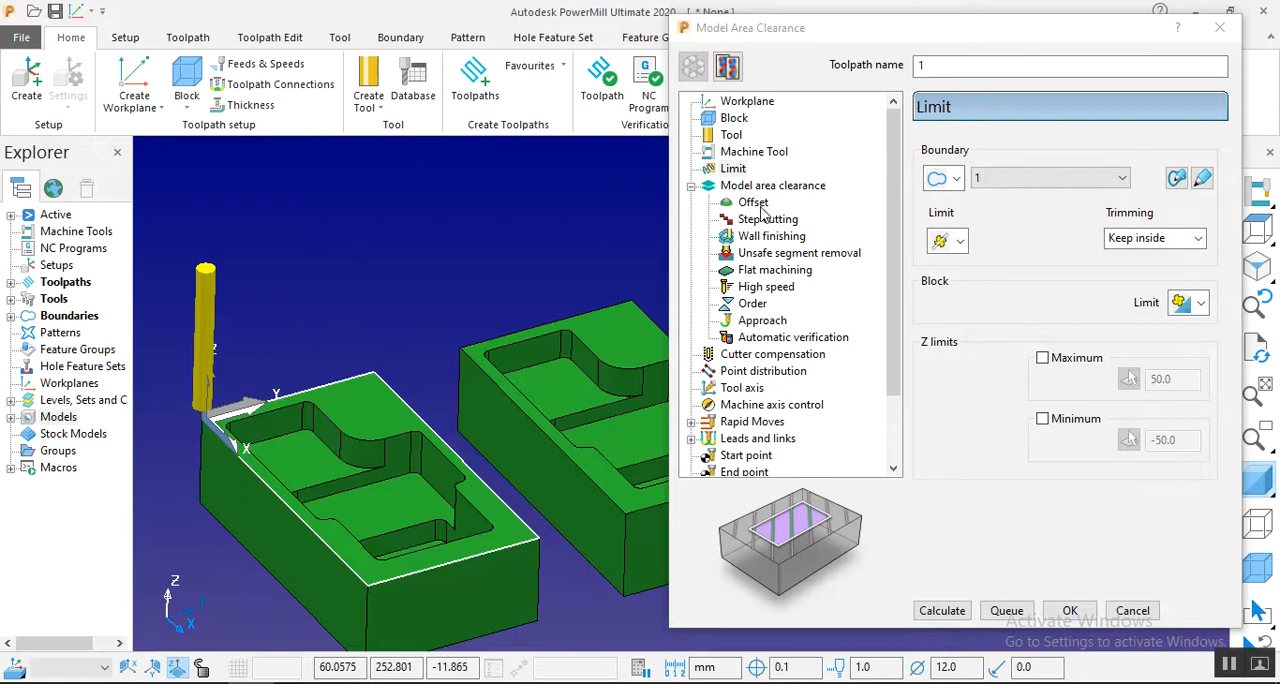 Autodesk PowerMill Ultimate 2020 [ * None ]
File
Home
Setup
Toolpath
Toolpath Edit
Tool
Boundary
Pattern
Hole Feature Set
Feature G
Create
Settings
Setup
Create
Workplane
Block
Feeds & Speeds
Toolpath Connections
Thickness
Toolpath setup
Create
Tool
Database
Tool
Toolpaths
Favourites
Create Toolpaths
Toolpath
NC
Program
Verificati
Explorer
Active
Machine Tools
NC Programs
Setups
Toolpaths
Tools
Boundaries
Patterns
Feature Groups
Hole Feature Sets
Workplanes
Levels, Sets and C
Models
Stock Models
Groups
Macros
Z
Y
X
Z
X
Model Area Clearance
Toolpath name
1
Workplane
Block
Tool
Machine Tool
Limit
Model area clearance
Offset
Step cutting
Wall finishing
Unsafe segment removal
Flat machining
High speed
Order
Approach
Automatic verification
Cutter compensation
Point distribution
Tool axis
Machine axis control
Rapid Moves
Leads and links
Start point
End point
Limit
Boundary
1
Limit
Trimming
Keep inside
Block
Limit
Z limits
Maximum
50.0
Minimum
-50.0
Calculate
Queue
OK
Cancel
Activate Windows
Go to Settings to activate Windows.
60.0575
252.801
-11.865
mm
0.1
1.0
12.0
0.0